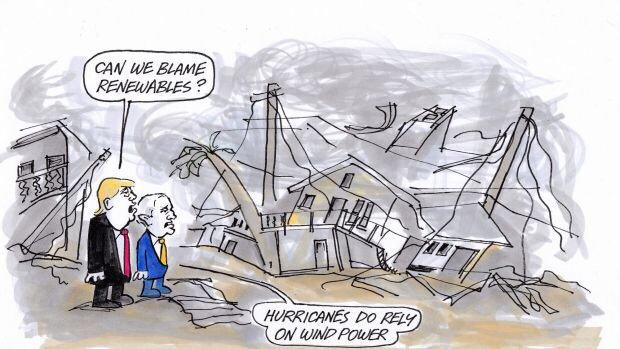 CAN WE BLAME
RENEWABLES?
HURRICANES DO RELY
ON WIND POWER